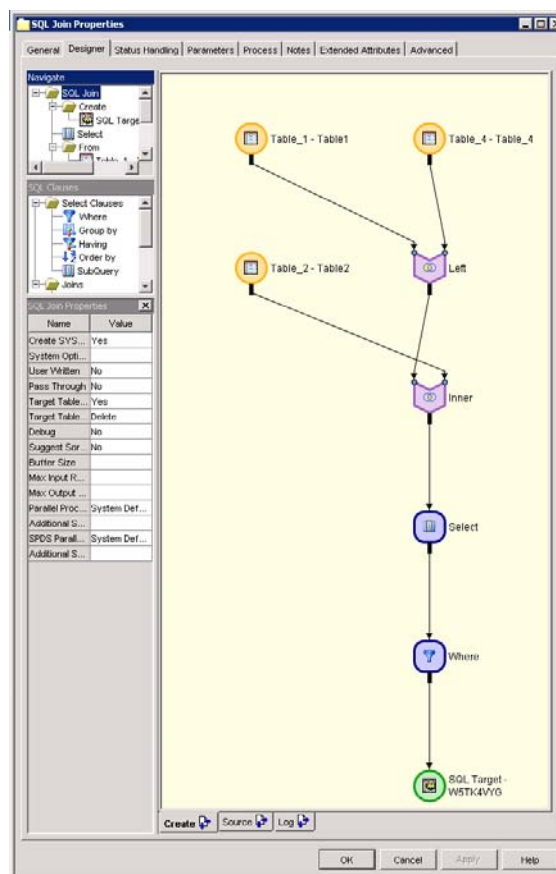 SQL Join Properties
General Designer Status Handling Parameters Process Notes Extended Attributes Advanced
Navigate
SQL Join
Create
SQL Targe
Select
From
SQL Clauses
Select Clauses
Where
Group by
Having
Order by
SubQuery
Joins
SQL Join Properties
Name Value
Create SYS... Yes
System Opti...
User Written No
Pass Through No
Target Table... Yes
Target Table... Delete
Debug No
Suggest Sor... No
Buffer Size
Max Input R...
Max Output ...
Parallel Proc... System Def...
Additional S...
SPDS Parall... System Def...
Additional S...
Table_1 - Table1
Table_4 - Table_4
Table_2 - Table2
Left
Inner
Select
Where
SQL Target -
W5TK4VYG
Create Source Log
OK Cancel Apply Help